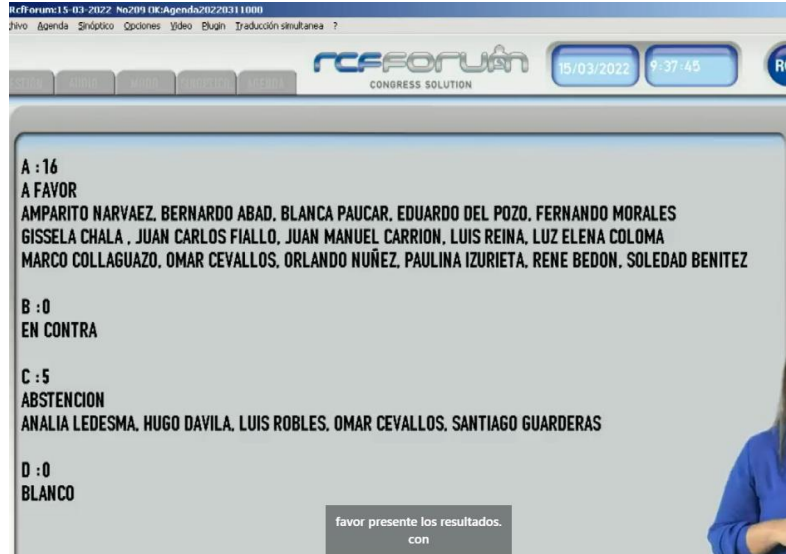 RcfForum:15-03-2022 No209 OK:Agenda20220311000
Agenda Sinóptico Opciones Video Plugin Traducción simultanea ?
RCFFORUM
CONGRESS SOLUTION
15/03/2022
9:37:45
AUDIO
SINOPTICO
AGENDA
A :16
A FAVOR
AMPARITO NARVAEZ, BERNARDO ABAD, BLANCA PAUCAR, EDUARDO DEL POZO, FERNANDO MORALES
GISSELA CHALA , JUAN CARLOS FIALLO, JUAN MANUEL CARRION, LUIS REINA, LUZ ELENA COLOMA
MARCO COLLAGUAZO, OMAR CEVALLOS, ORLANDO NUÑEZ, PAULINA IZURIETA, RENE BEDON, SOLEDAD BENITEZ
B :0
EN CONTRA
C :5
ABSTENCION
ANALIA LEDESMA, HUGO DAVILA, LUIS ROBLES, OMAR CEVALLOS, SANTIAGO GUARDERAS
D :0
BLANCO
favor presente los resultados.
con